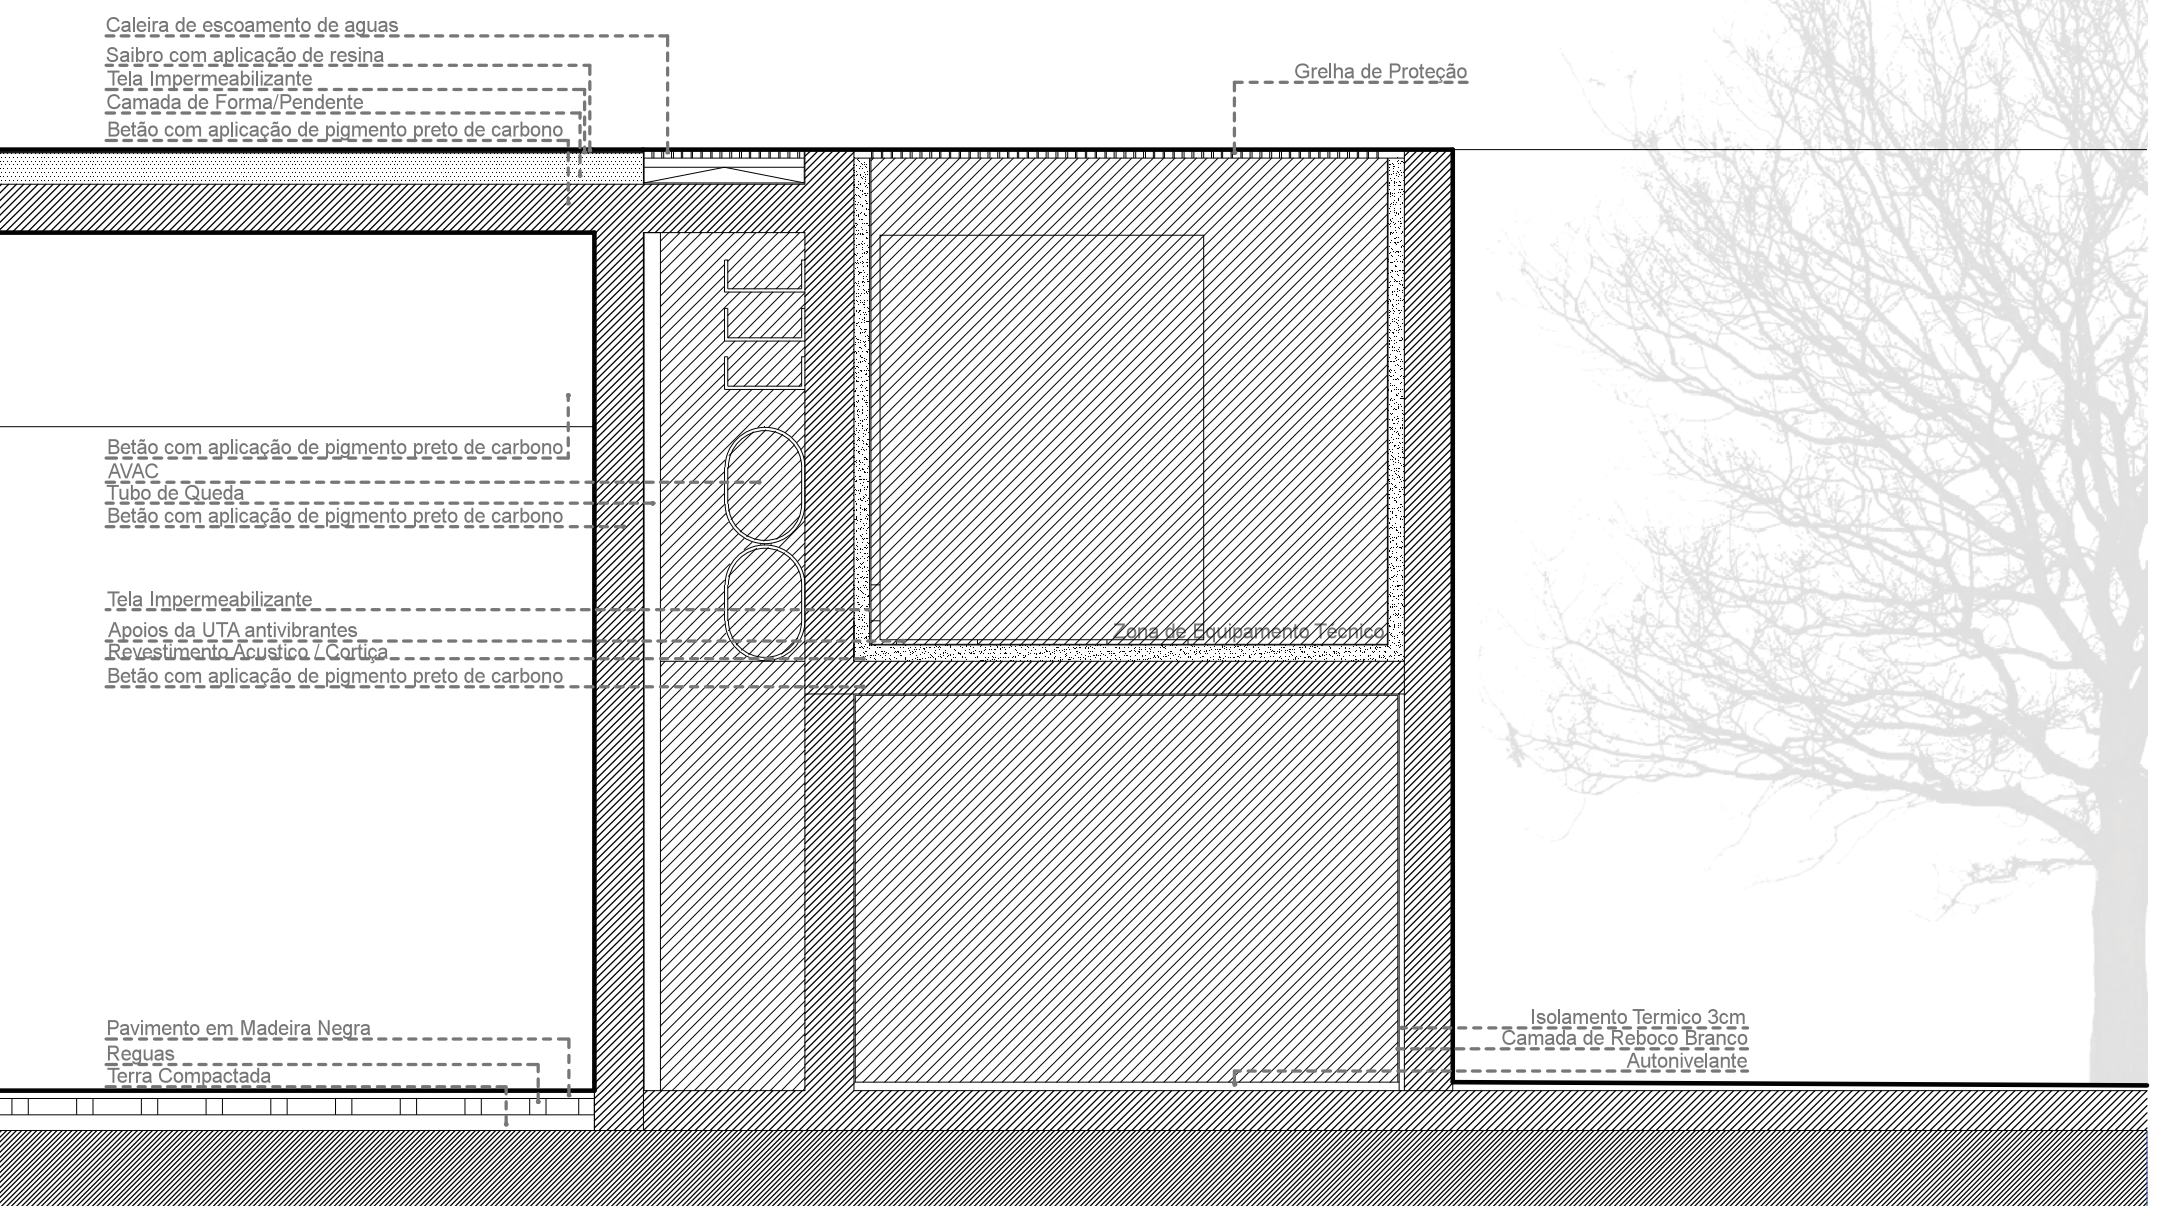 Caleira de escoamento de aguas
Saibro com aplicação de resina
Tela Impermeabilizante
Camada de Forma/Pendente
Betão com aplicação de pigmento preto de carbono
Grelha de Proteção
Betão com aplicação de pigmento preto de carbono
AVAC
Tubo de Queda
Betão com aplicação de pigmento preto de carbono
Tela Impermeabilizante
Apoios da UTA antivibrantes
Revestimento Acustico / Cortiça
Betão com aplicação de pigmento preto de carbono
Zona de Equipamento Tecnico
Pavimento em Madeira Negra
Reguas
Terra Compactada
Isolamento Termico 3cm
Camada de Reboco Branco
Autonivelante